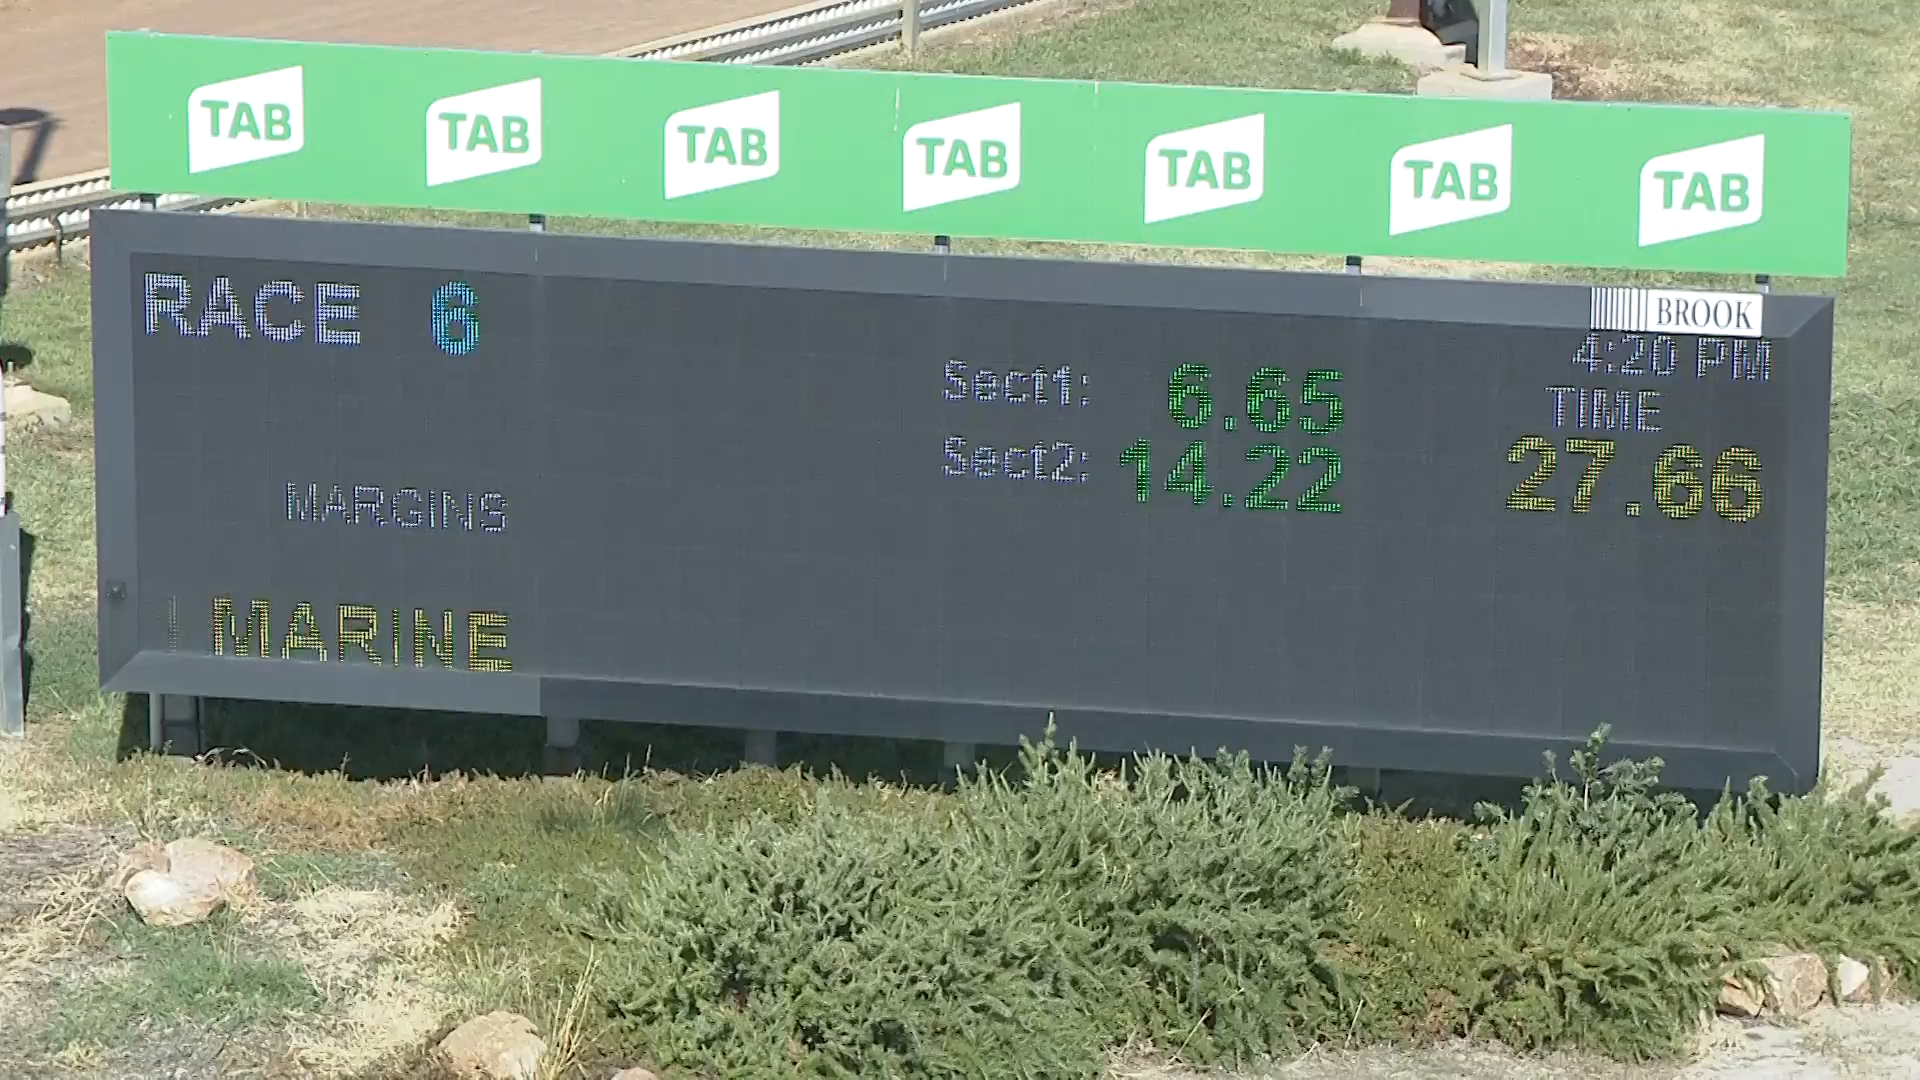 TAB TAB TAB TAB TAB TAB TAB
BROOK
RACE 6
4:20 PM
Sect1: 6.65
TIME
Sect2: 14.22
27.66
MARGINS
MARINE